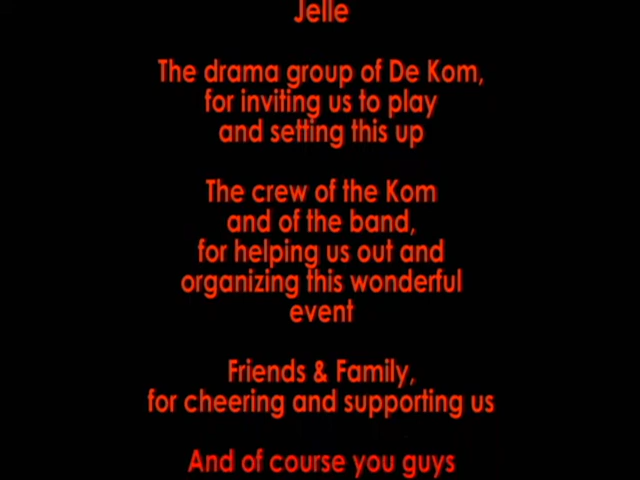 Jelle
The drama group of De Kom,
for inviting us to play
and setting this up
The crew of the Kom
and of the band,
for helping us out and
organizing this wonderful
event
Friends & Family,
for cheering and supporting us
And of course you guys